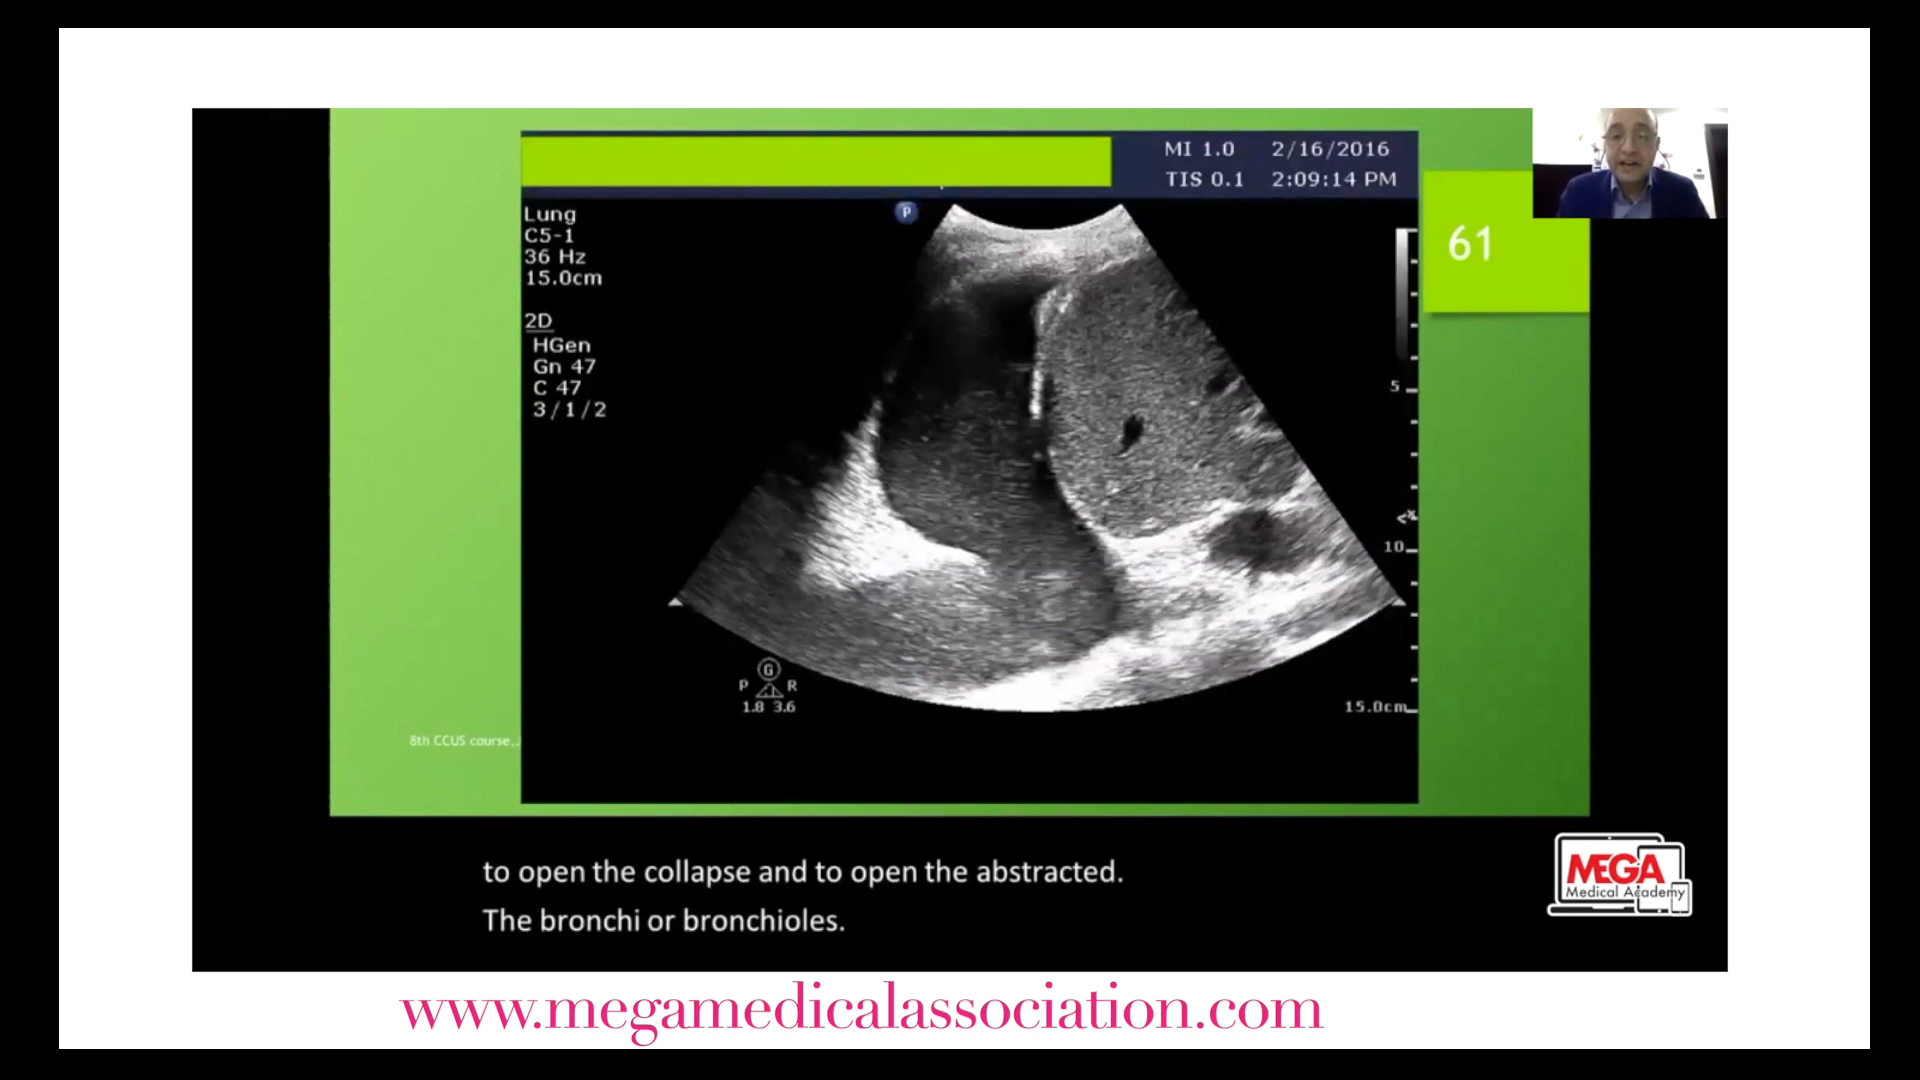 MI 1.0 2/16/2016
TIS 0.1 2:09:14 PM
Lung
C5-1
36 Hz
15.0cm
2D
HGen
Gn 47
C 47
3/1/2
P
61
5
10
15.0cm
G
P R
1.8 3.6
8th CCUS course,
to open the collapse and to open the abstracted.
The bronchi or bronchioles.
MEGA
Medical Academy
www.megamedicalassociation.com